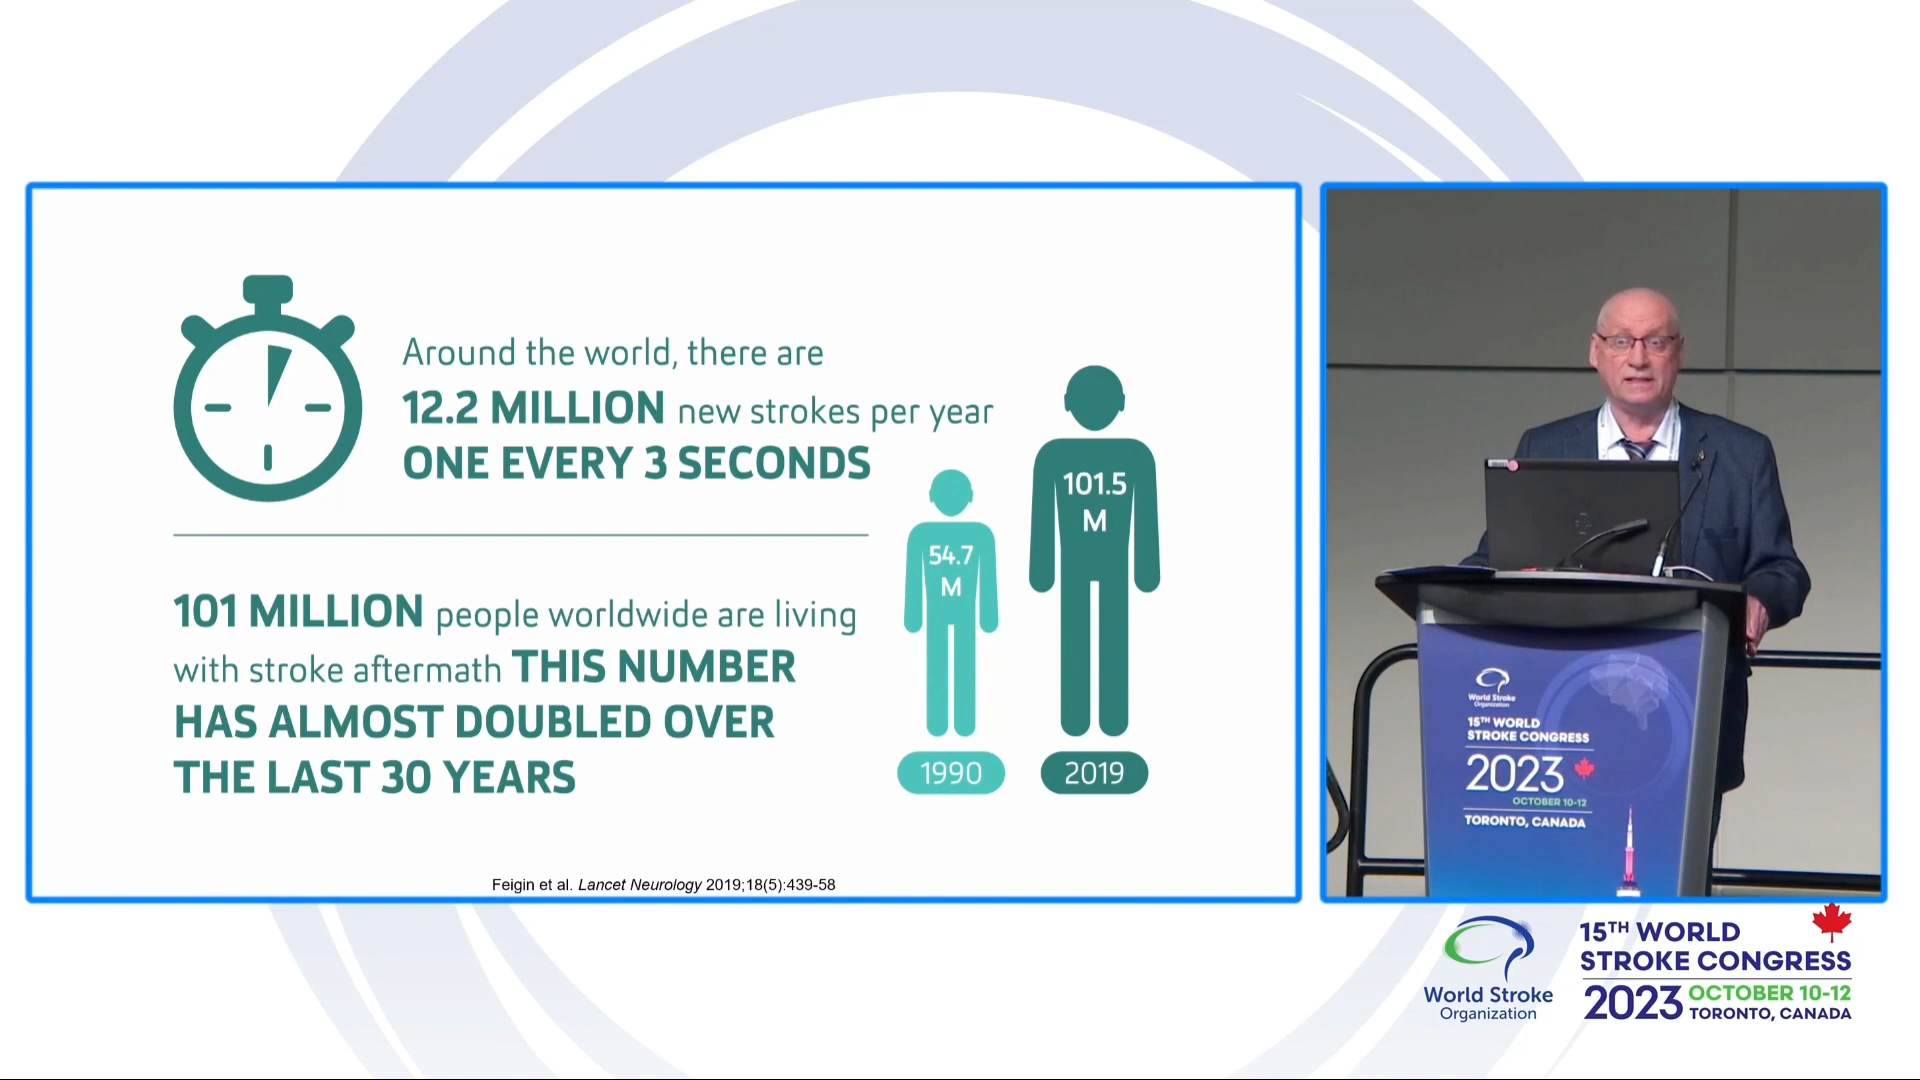 Around the world, there are
12.2 MILLION new strokes per year
ONE EVERY 3 SECONDS
101 MILLION people worldwide are living
with stroke aftermath THIS NUMBER
HAS ALMOST DOUBLED OVER
THE LAST 30 YEARS
54.7
M
101.5
M
1990
2019
Feigin et al. Lancet Neurology 2019;18(5):439-58
World Stroke
Organization
15TH WORLD
STROKE CONGRESS
2023
OCTOBER 10-12
TORONTO, CANADA
World Stroke
Organization
15TH WORLD
STROKE CONGRESS
2023 OCTOBER 10-12
TORONTO, CANADA